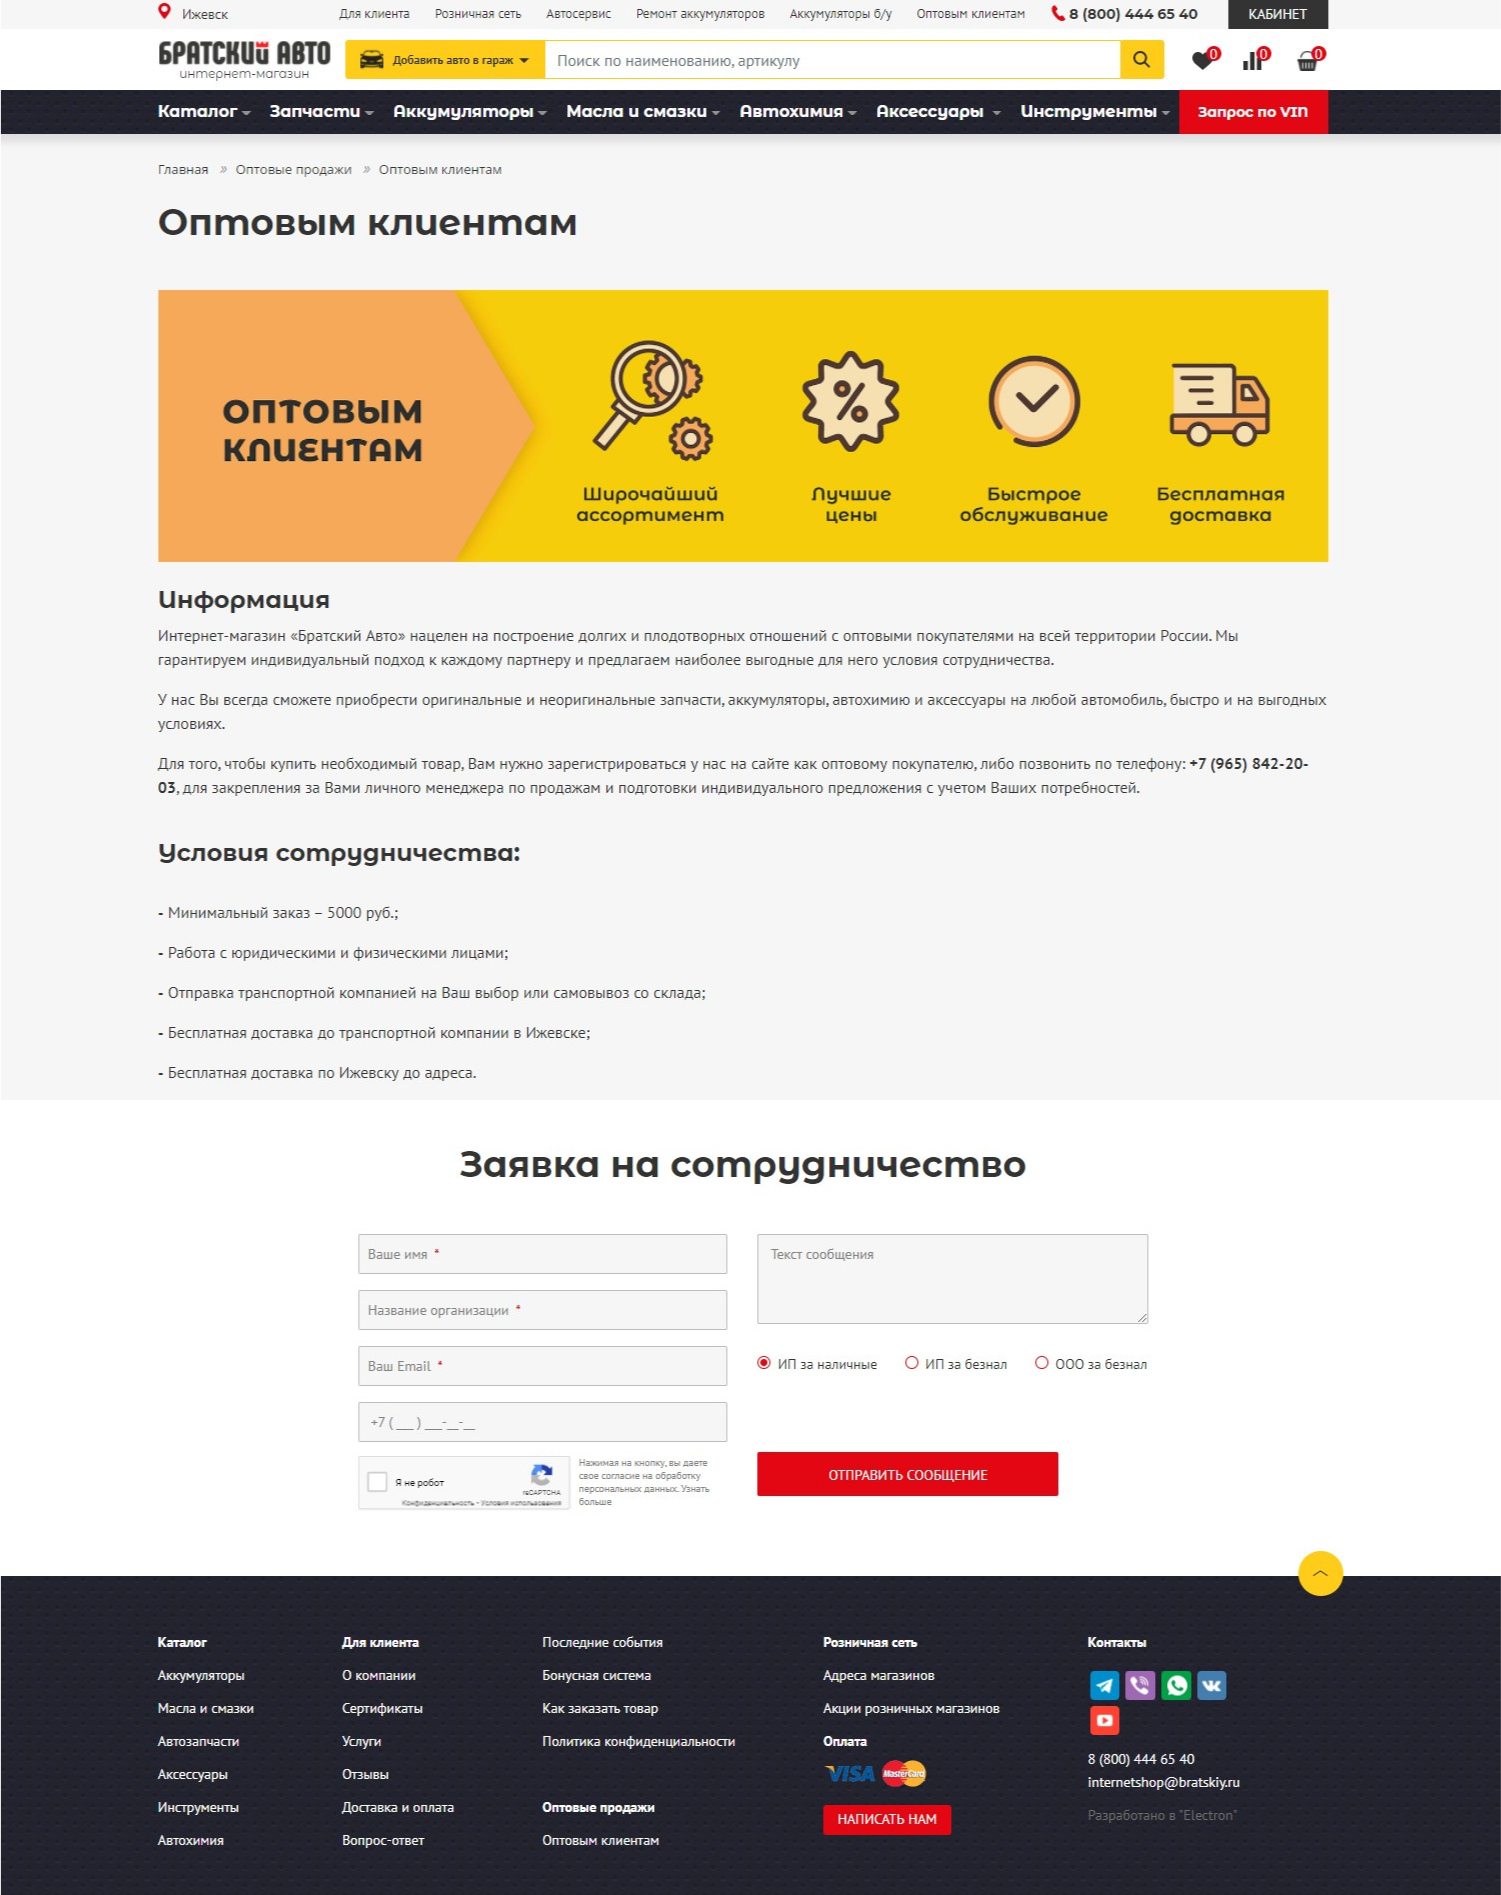 Ижевск
Для клиента Розничная сеть Автосервис Ремонт аккумуляторов Аккумуляторы б/у Оптовым клиентам 8 (800) 444 65 40 КАБИНЕТ
БРАТСКИЙ АВТО
интернет-магазин
Добавить авто в гараж
Поиск по наименованию, артикулу
0 0 0
Каталог Запчасти Аккумуляторы Масла и смазки Автохимия Аксессуары Инструменты Запрос по VIN
Главная » Оптовые продажи » Оптовым клиентам
Оптовым клиентам
ОПТОВЫМ
КЛИЕНТАМ
Широчайший
ассортимент
Лучшие
цены
Быстрое
обслуживание
Бесплатная
доставка
Информация
Интернет-магазин «Братский Авто» нацелен на построение долгих и плодотворных отношений с оптовыми покупателями на всей территории России. Мы
гарантируем индивидуальный подход к каждому партнеру и предлагаем наиболее выгодные для него условия сотрудничества.
У нас Вы всегда сможете приобрести оригинальные и неоригинальные запчасти, аккумуляторы, автохимию и аксессуары на любой автомобиль, быстро и на выгодных
условиях.
Для того, чтобы купить необходимый товар, Вам нужно зарегистрироваться у нас на сайте как оптовому покупателю, либо позвонить по телефону: +7 (965) 842-20-
03, для закрепления за Вами личного менеджера по продажам и подготовки индивидуального предложения с учетом Ваших потребностей.
Условия сотрудничества:
- Минимальный заказ – 5000 руб.;
- Работа с юридическими и физическими лицами;
- Отправка транспортной компанией на Ваш выбор или самовывоз со склада;
- Бесплатная доставка до транспортной компании в Ижевске;
- Бесплатная доставка по Ижевску до адреса.
Заявка на сотрудничество
Ваше имя *
Название организации *
Ваш Email *
+7 ( ___ ) ___-__-__
Я не робот
reCAPTCHA
Конфиденциальность - Условия использования
Нажимая на кнопку, вы даете
свое согласие на обработку
персональных данных. Узнать
больше
Текст сообщения
ИП за наличные ИП за безнал ООО за безнал
ОТПРАВИТЬ СООБЩЕНИЕ
Каталог
Аккумуляторы
Масла и смазки
Автозапчасти
Аксессуары
Инструменты
Автохимия
Для клиента
О компании
Сертификаты
Услуги
Отзывы
Доставка и оплата
Вопрос-ответ
Последние события
Бонусная система
Как заказать товар
Политика конфиденциальности
Оптовые продажи
Оптовым клиентам
Розничная сеть
Адреса магазинов
Акции розничных магазинов
Оплата
VISA MasterCard
НАПИСАТЬ НАМ
Контакты
8 (800) 444 65 40
internetshop@bratskiy.ru
Разработано в "Electron"